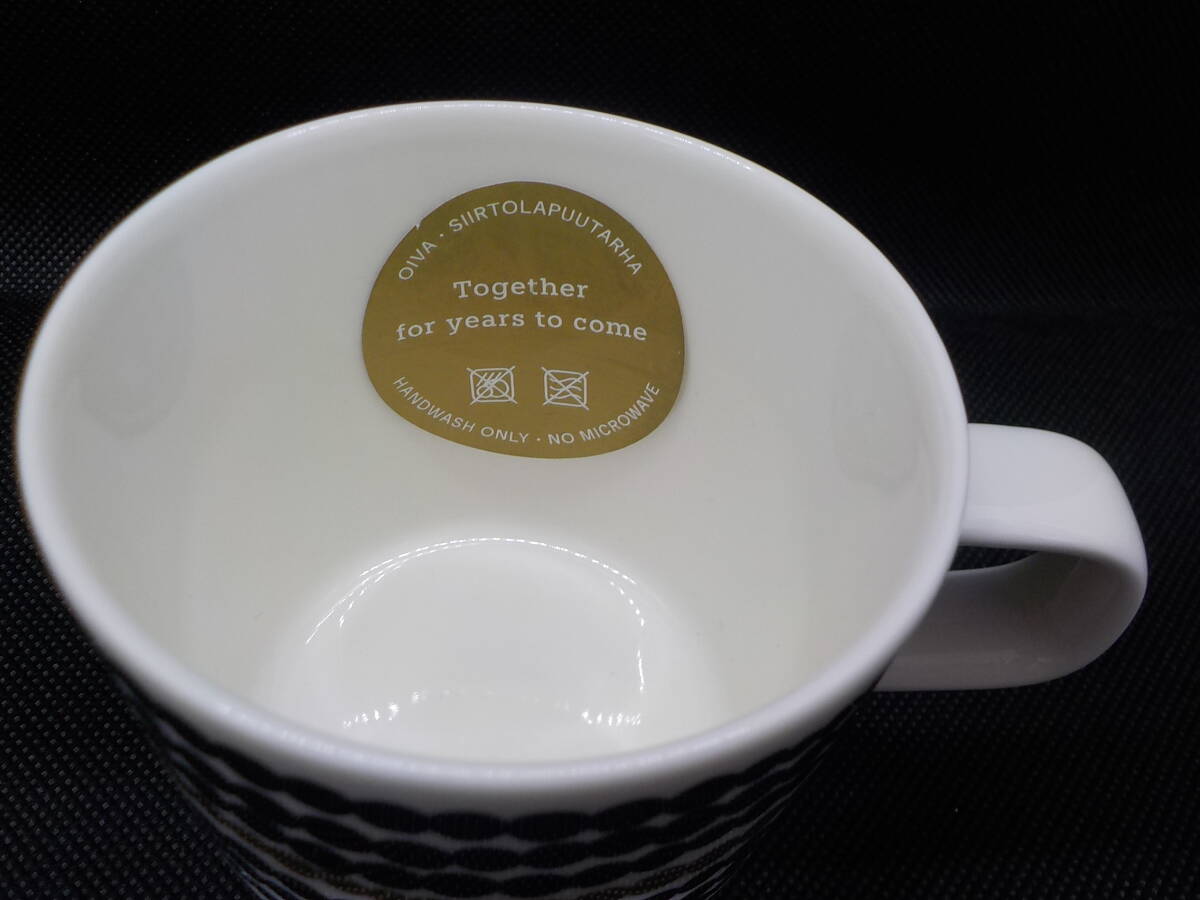 OIVA · SIIRTOLAPUUTARHA
Together
for years to come
HANDWASH ONLY · NO MICROWAVE